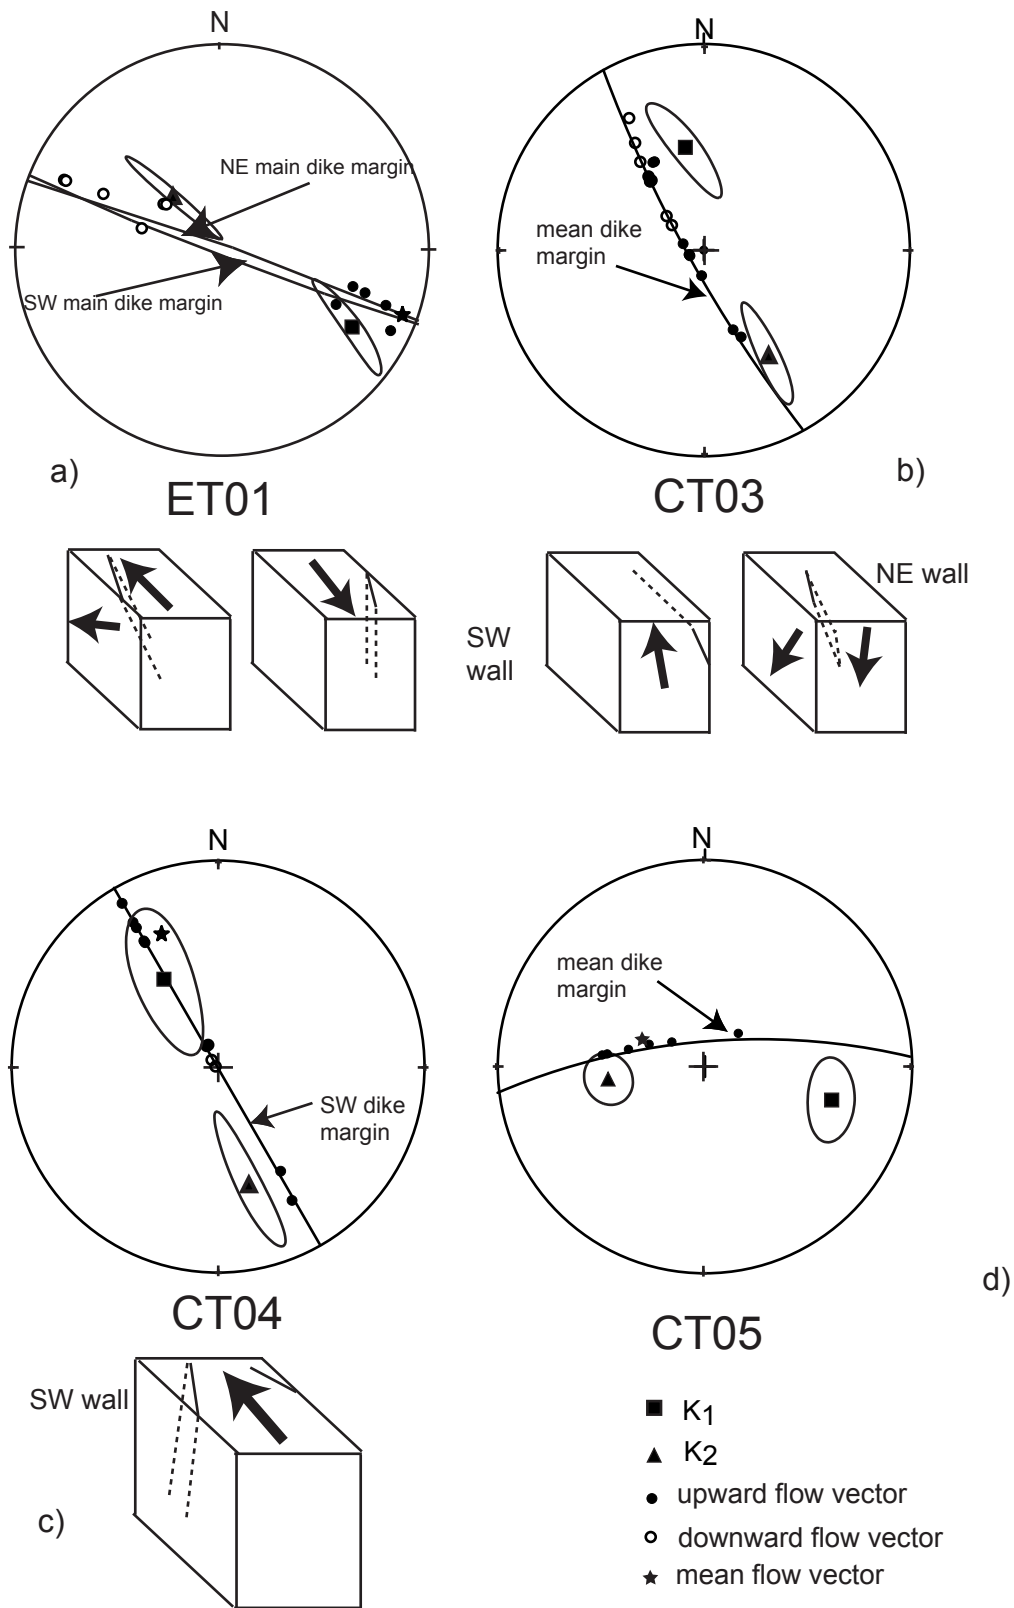 N
NE main dike margin
SW main dike margin
a)
ET01
N
mean dike
margin
b)
CT03
NE wall
SW
wall
N
SW dike
margin
CT04
SW wall
c)
N
mean dike
margin
d)
CT05
K1
K2
upward flow vector
downward flow vector
mean flow vector